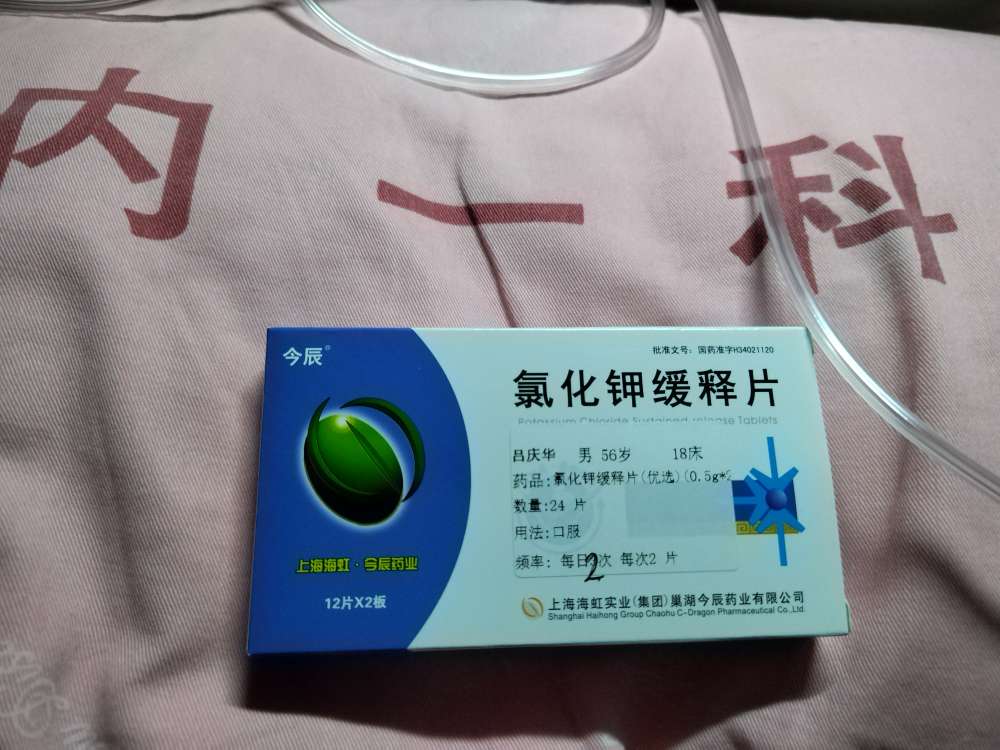 内一科
今辰®
批准文号：国药准字H34021120
氯化钾缓释片
Potassium Chloride Sustained release Tablets
吕庆华 男 56岁 18床
药品:氯化钾缓释片(优选)(0.5g*2
数量:24 片
用法:口服
频率: 每日 次 每次2 片
2
上海海虹·今辰药业
12片X2板
上海海虹实业(集团)巢湖今辰药业有限公司
Shanghai Haihong Group Chaohu C-Dragon Pharmaceutical Co.,Ltd.